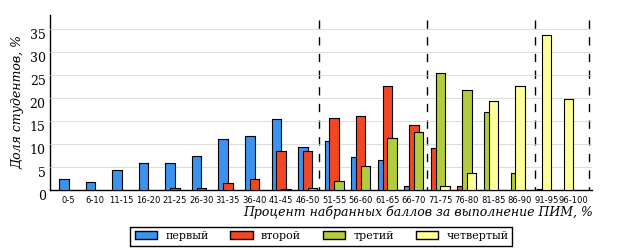 Доля студентов, %
35
30
25
20
15
10
5
0
0-5 6-10 11-15 16-20 21-25 26-30 31-35 36-40 41-45 46-50 51-55 56-60 61-65 66-70 71-75 76-80 81-85 86-90 91-95 96-100
Процент набранных баллов за выполнение ПИМ, %
первый второй третий четвертый